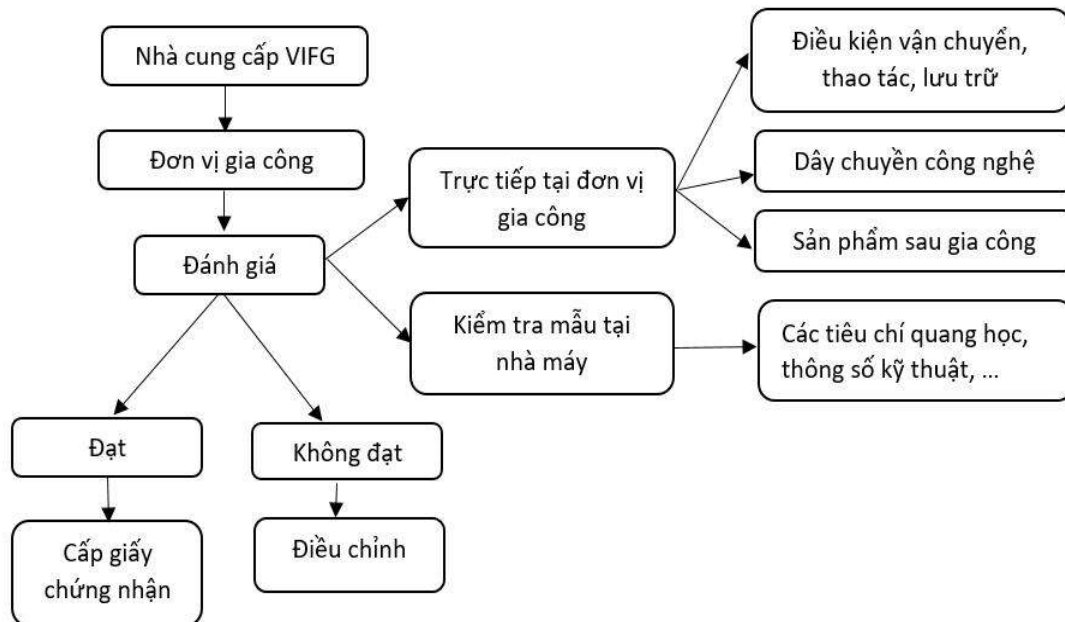 Nhà cung cấp VIFG
Đơn vị gia công
Đánh giá
Trực tiếp tại đơn vị
gia công
Kiểm tra mẫu tại
nhà máy
Điều kiện vận chuyển,
thao tác, lưu trữ
Dây chuyền công nghệ
Sản phẩm sau gia công
Các tiêu chí quang học,
thông số kỹ thuật, ...
Đạt
Không đạt
Cấp giấy
chứng nhận
Điều chỉnh